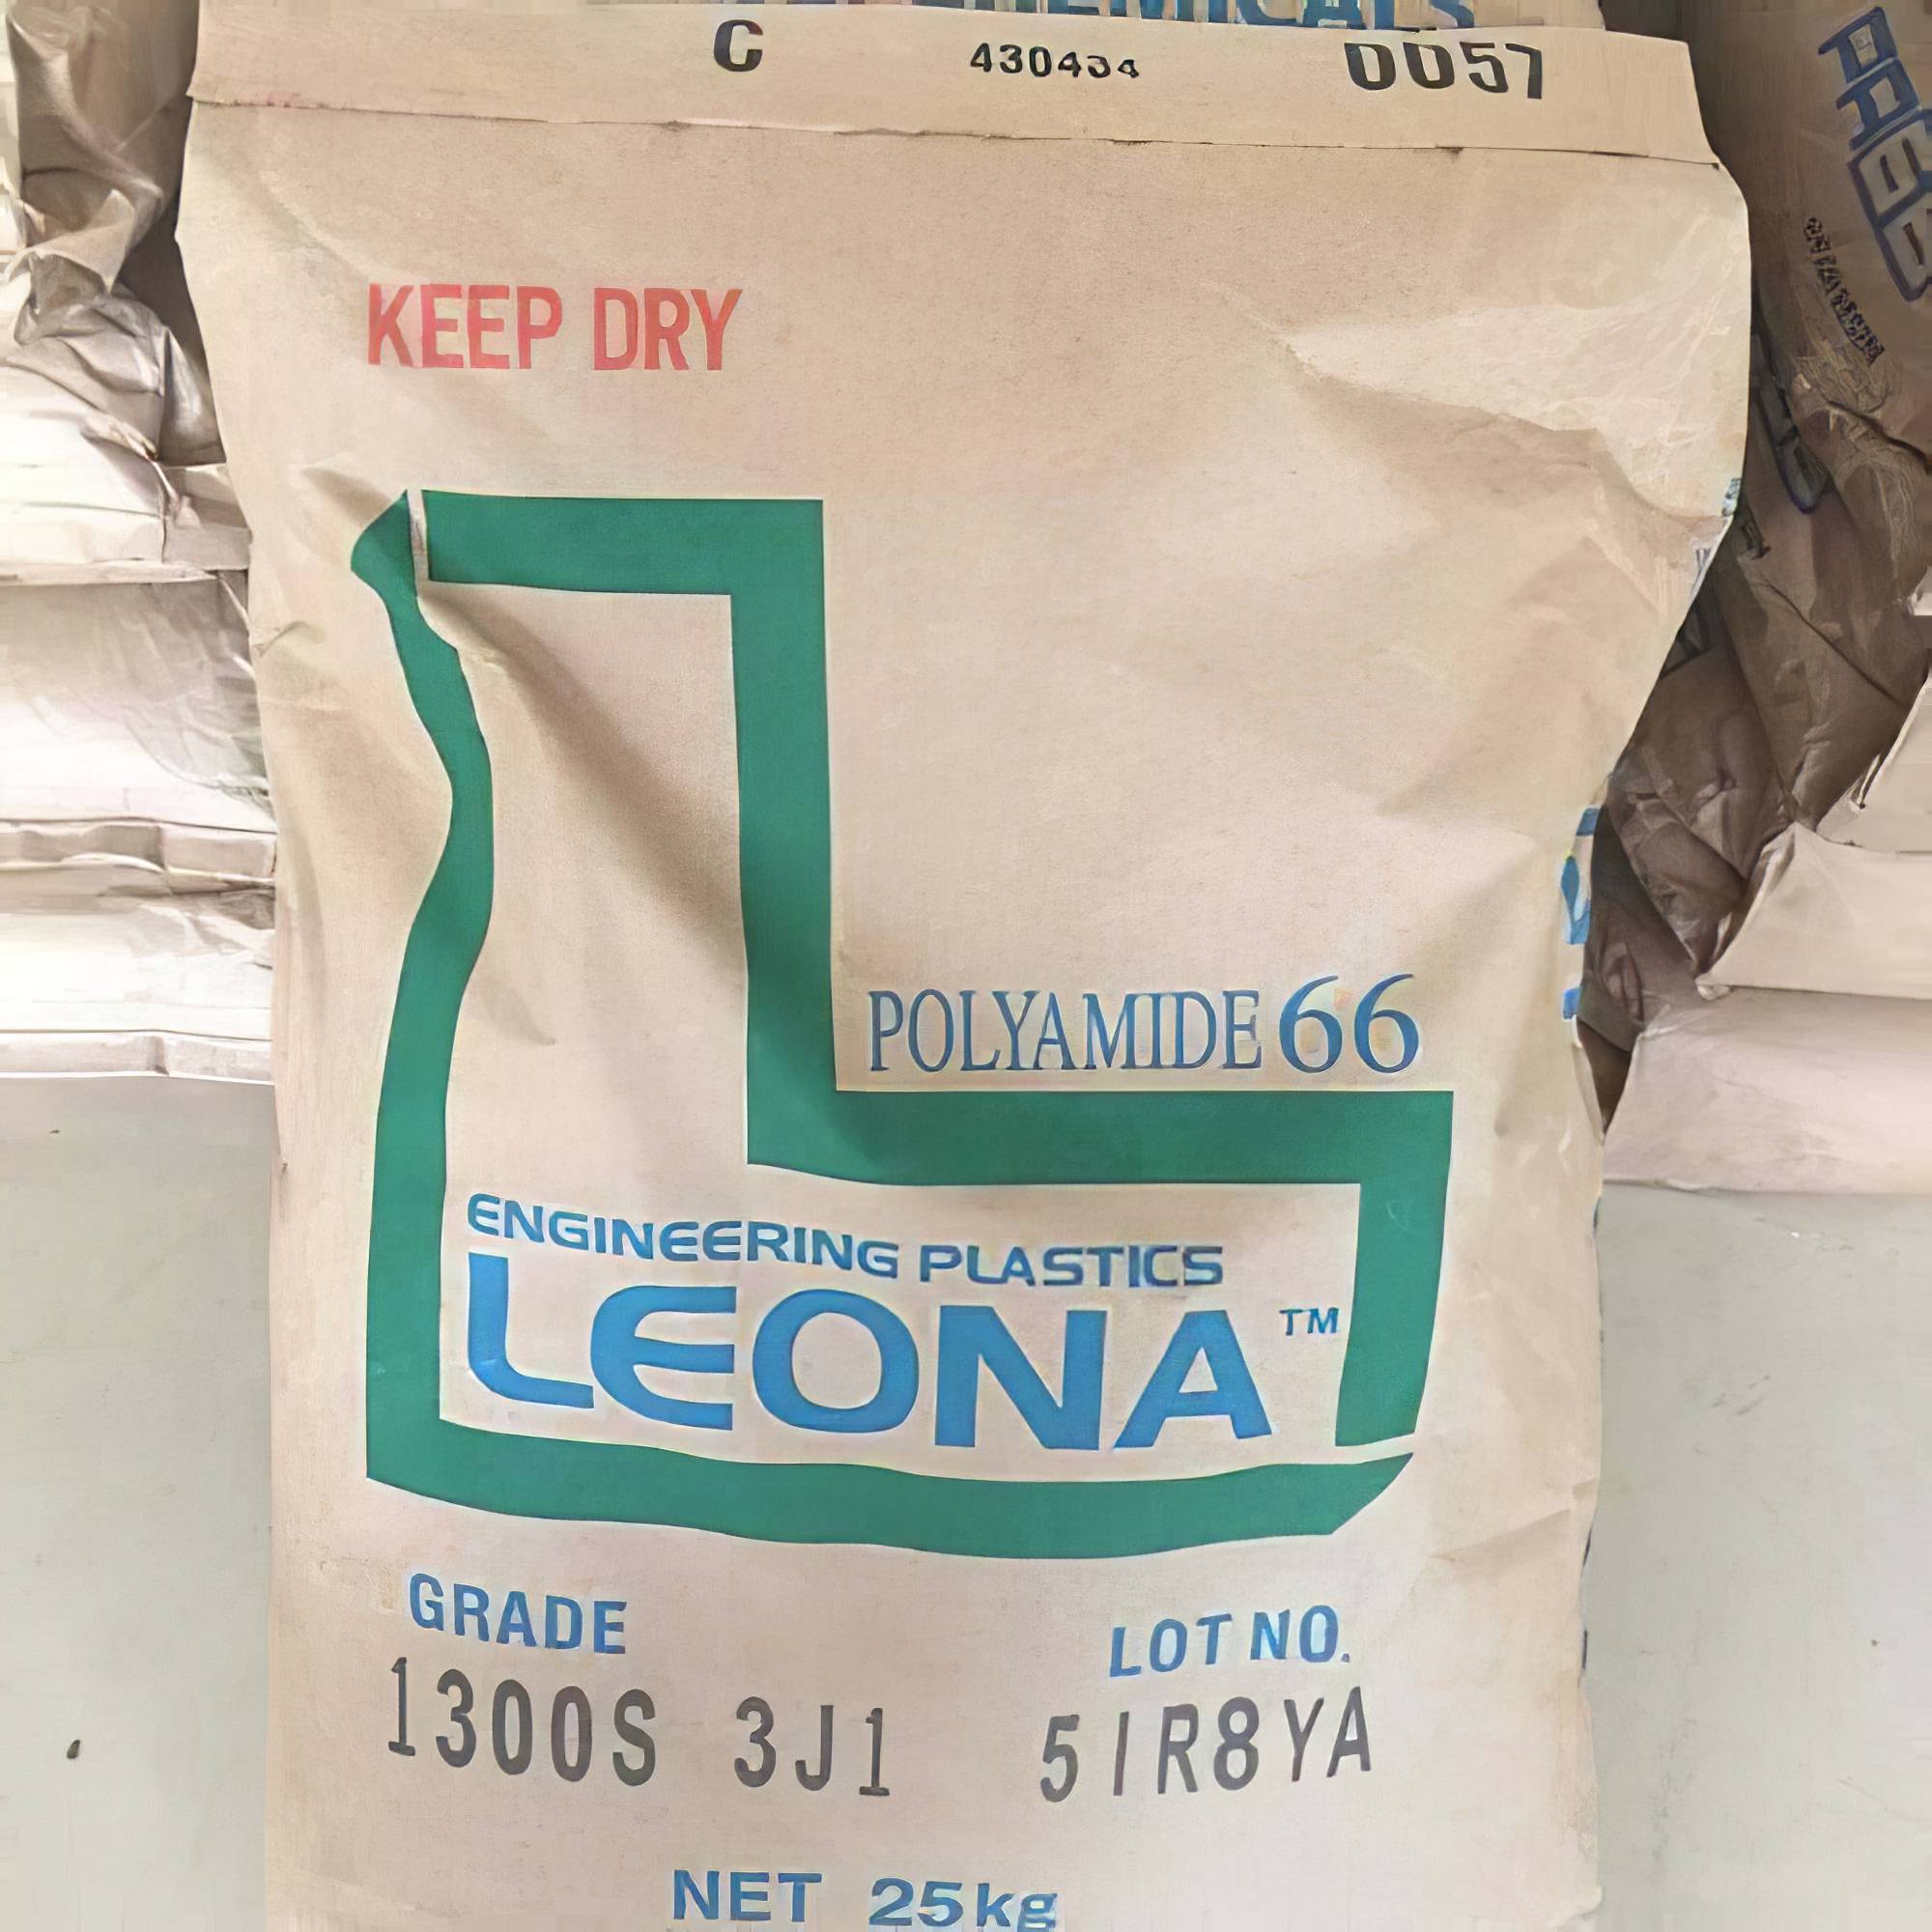 C 430434 0057
KEEP DRY
POLYAMIDE 66
ENGINEERING PLASTICS
LEONA™
GRADE
LOT NO.
1300S 3J1 5IR8YA
NET 25kg